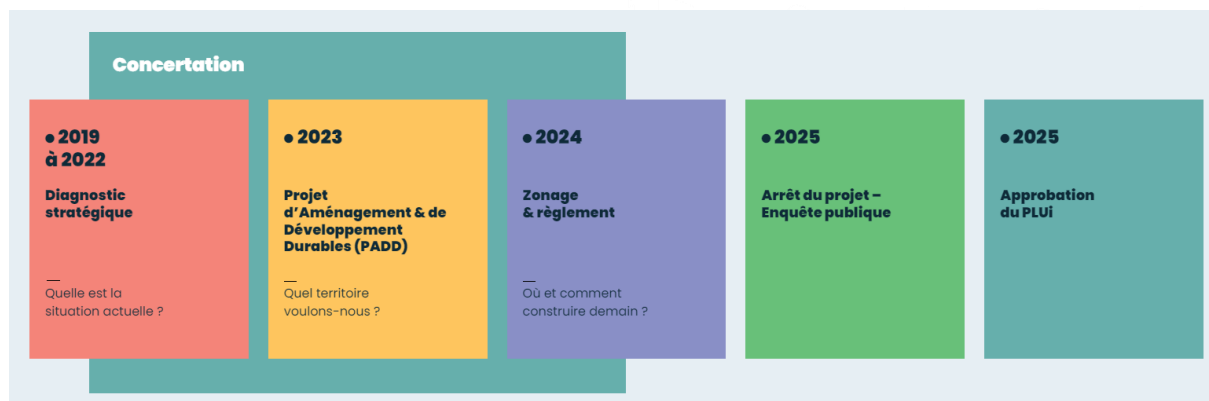 Concertation
• 2019
à 2022
Diagnostic
stratégique
—
Quelle est la
situation actuelle ?
• 2023
Projet
d’Aménagement & de
Développement
Durables (PADD)
—
Quel territoire
voulons-nous ?
• 2024
Zonage
& règlement
—
Où et comment
construire demain ?
• 2025
Arrêt du projet –
Enquête publique
• 2025
Approbation
du PLUi